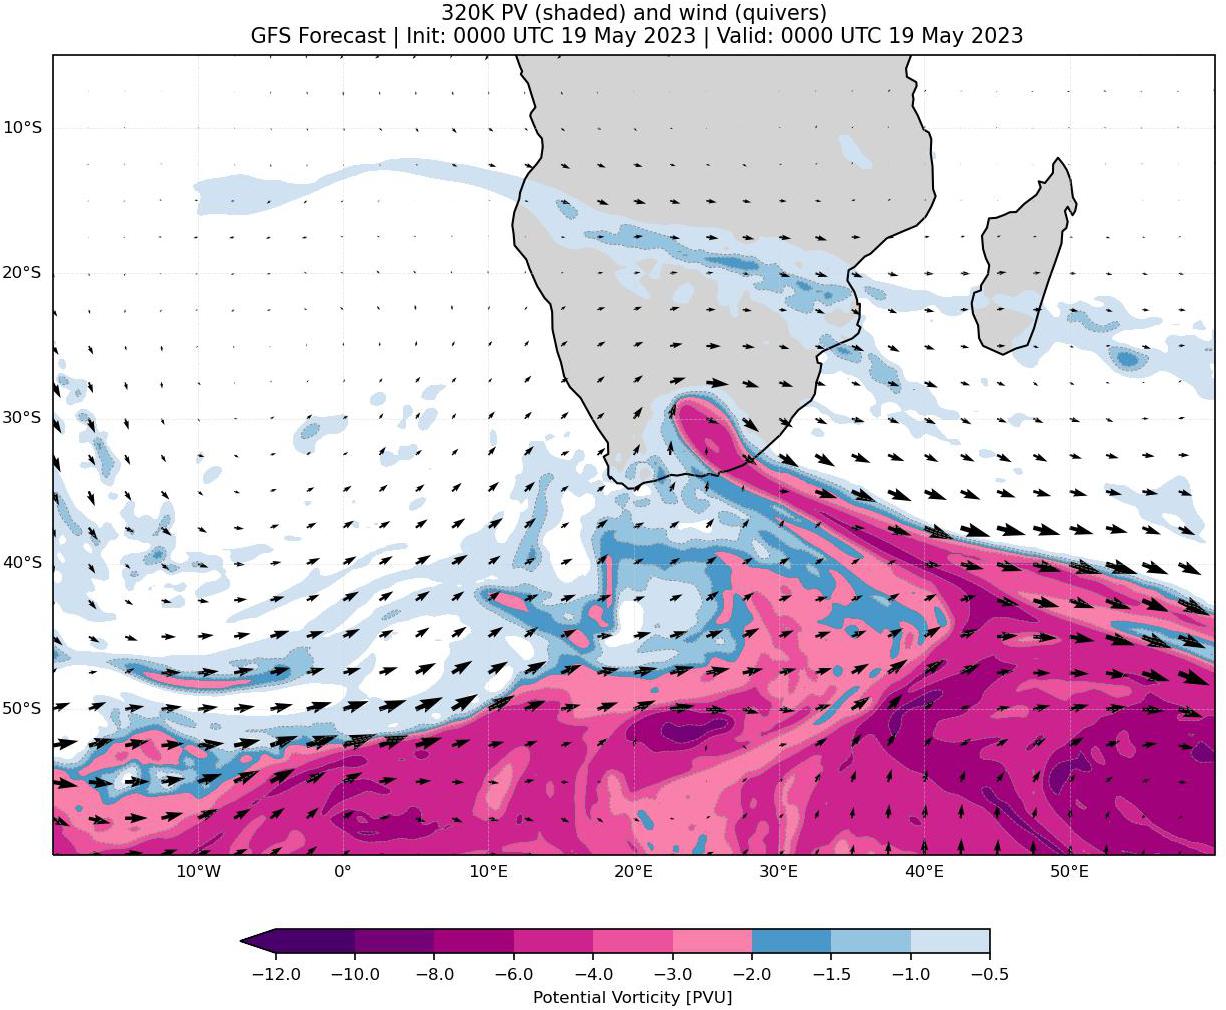 320K PV (shaded) and wind (quivers)
GFS Forecast | Init: 0000 UTC 19 May 2023 | Valid: 0000 UTC 19 May 2023
10°S
20°S
30°S
40°S
50°S
10°W 0° 10°E 20°E 30°E 40°E 50°E
−12.0 −10.0 −8.0 −6.0 −4.0 −3.0 −2.0 −1.5 −1.0 −0.5
Potential Vorticity [PVU]